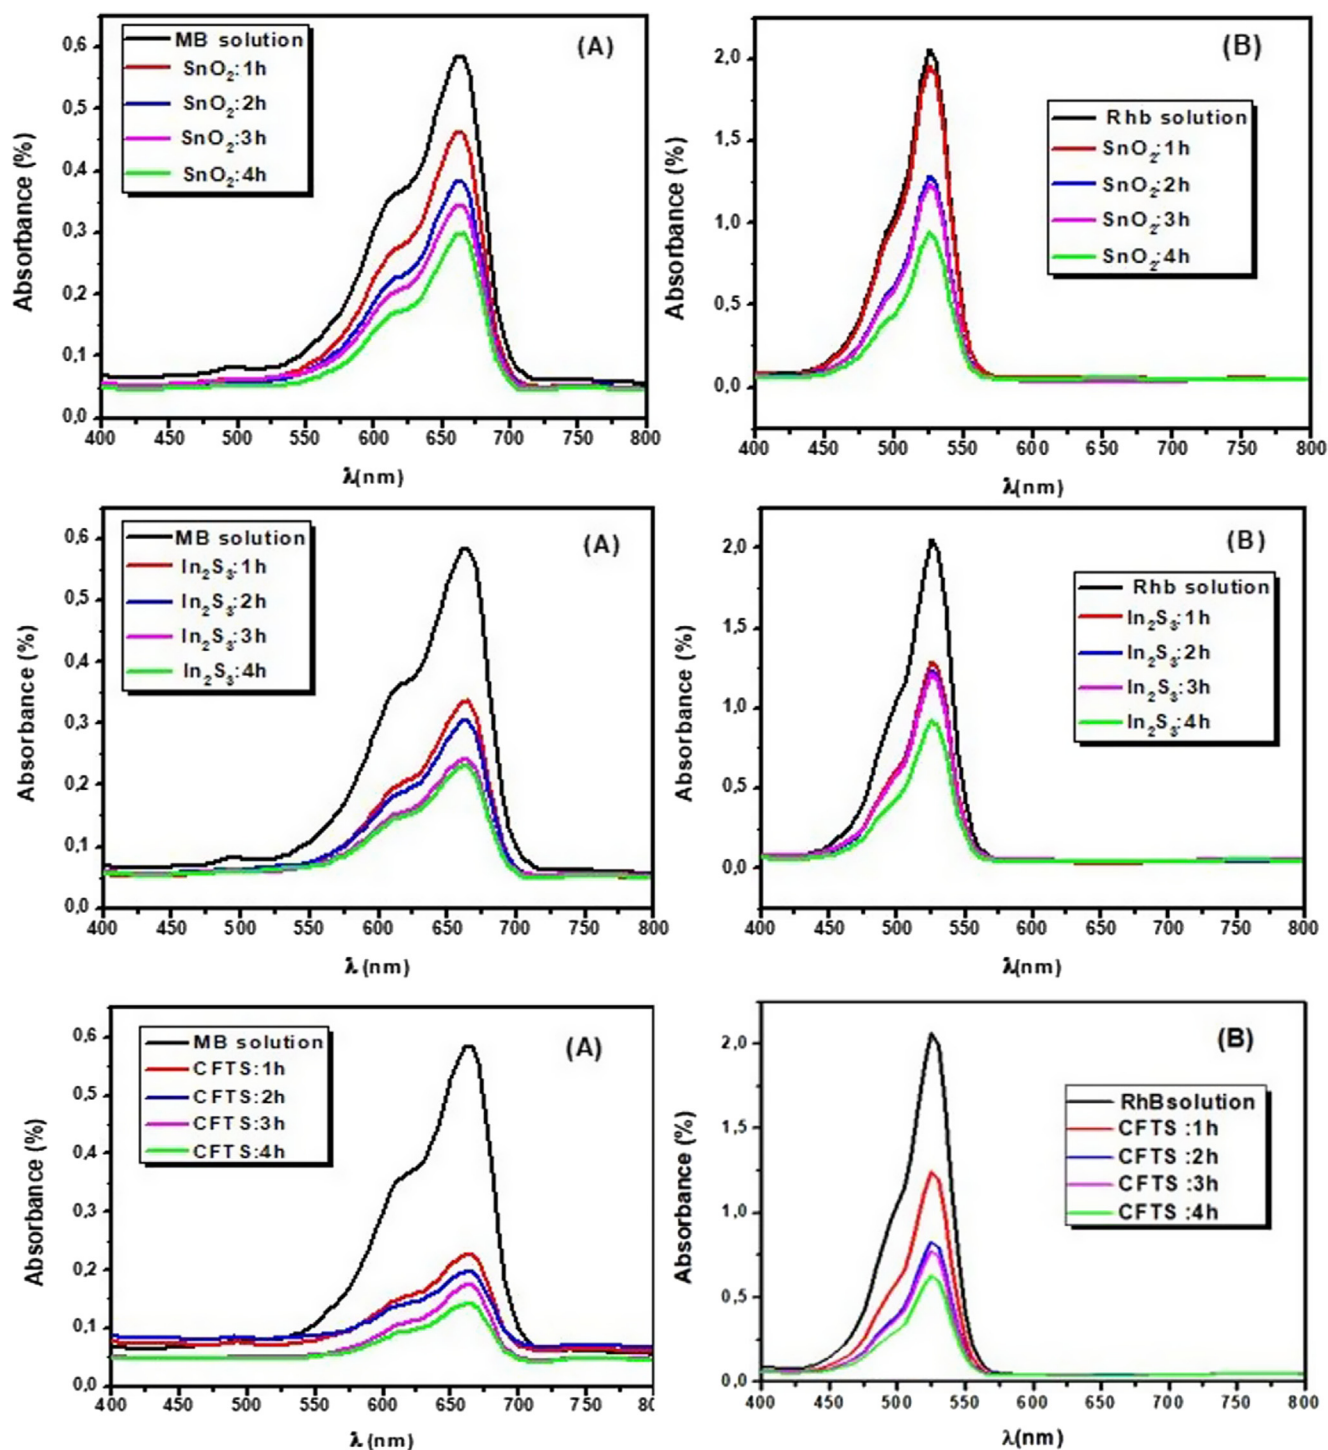 MB solution
SnO2:1h
SnO2:2h
SnO2:3h
SnO2:4h
(A)
0,6
0,5
0,4
0,3
0,2
0,1
0,0
Absorbance (%)
400 450 500 550 600 650 700 750 800
λ(nm)
(B)
Rhb solution
SnO2:1h
SnO2:2h
SnO2:3h
SnO2:4h
2,0
1,5
1,0
0,5
0,0
Absorbance (%)
400 450 500 550 600 650 700 750 800
λ(nm)
MB solution
In2S3:1h
In2S3:2h
In2S3:3h
In2S3:4h
(A)
0,6
0,5
0,4
0,3
0,2
0,1
0,0
Absorbance (%)
400 450 500 550 600 650 700 750 800
λ (nm)
(B)
Rhb solution
In2S3:1h
In2S3:2h
In2S3:3h
In2S3:4h
2,0
1,5
1,0
0,5
0,0
Absorbance (%)
400 450 500 550 600 650 700 750 800
λ(nm)
MB solution
CFTS:1h
CFTS:2h
CFTS:3h
CFTS:4h
(A)
0,6
0,5
0,4
0,3
0,2
0,1
0,0
Absorbance (%)
400 450 500 550 600 650 700 750 80
λ (nm)
(B)
RhBsolution
CFTS :1h
CFTS :2h
CFTS :3h
CFTS :4h
2,0
1,5
1,0
0,5
0,0
Absorbance (%)
400 450 500 550 600 650 700 750 800
λ(nm)